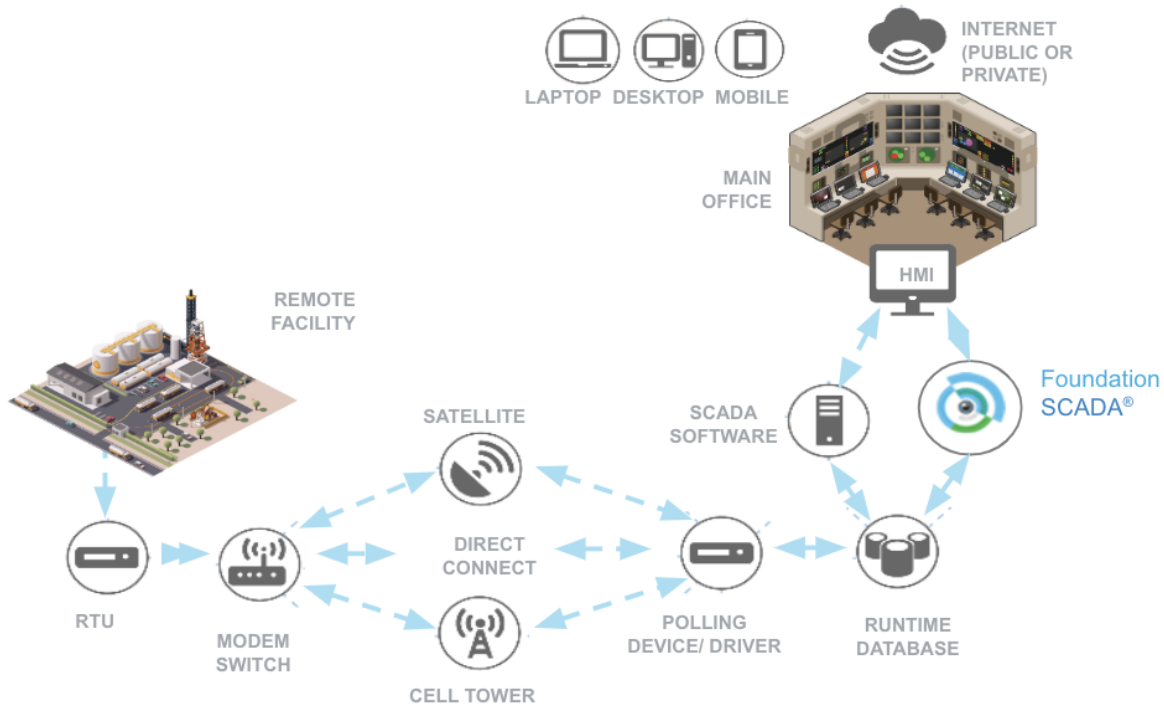 INTERNET
(PUBLIC OR
PRIVATE)
LAPTOP DESKTOP MOBILE
MAIN
OFFICE
HMI
REMOTE
FACILITY
Foundation
SCADA®
SATELLITE
SCADA
SOFTWARE
DIRECT
CONNECT
RTU
MODEM
SWITCH
POLLING
DEVICE/ DRIVER
RUNTIME
DATABASE
CELL TOWER